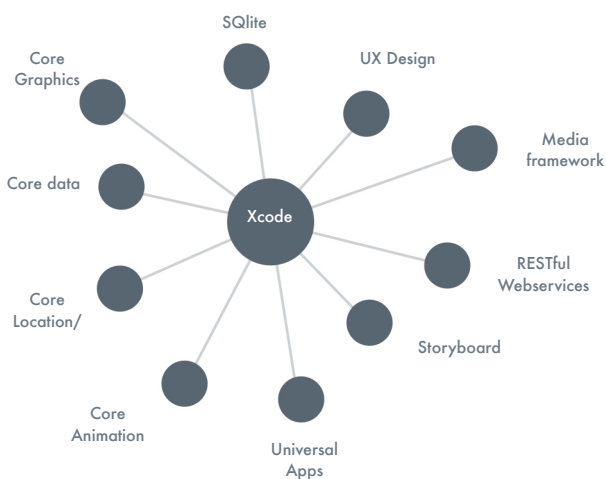 SQlite
Core
Graphics
UX Design
Media
framework
Core data
Xcode
RESTful
Webservices
Core
Location/
Storyboard
Core
Animation
Universal
Apps